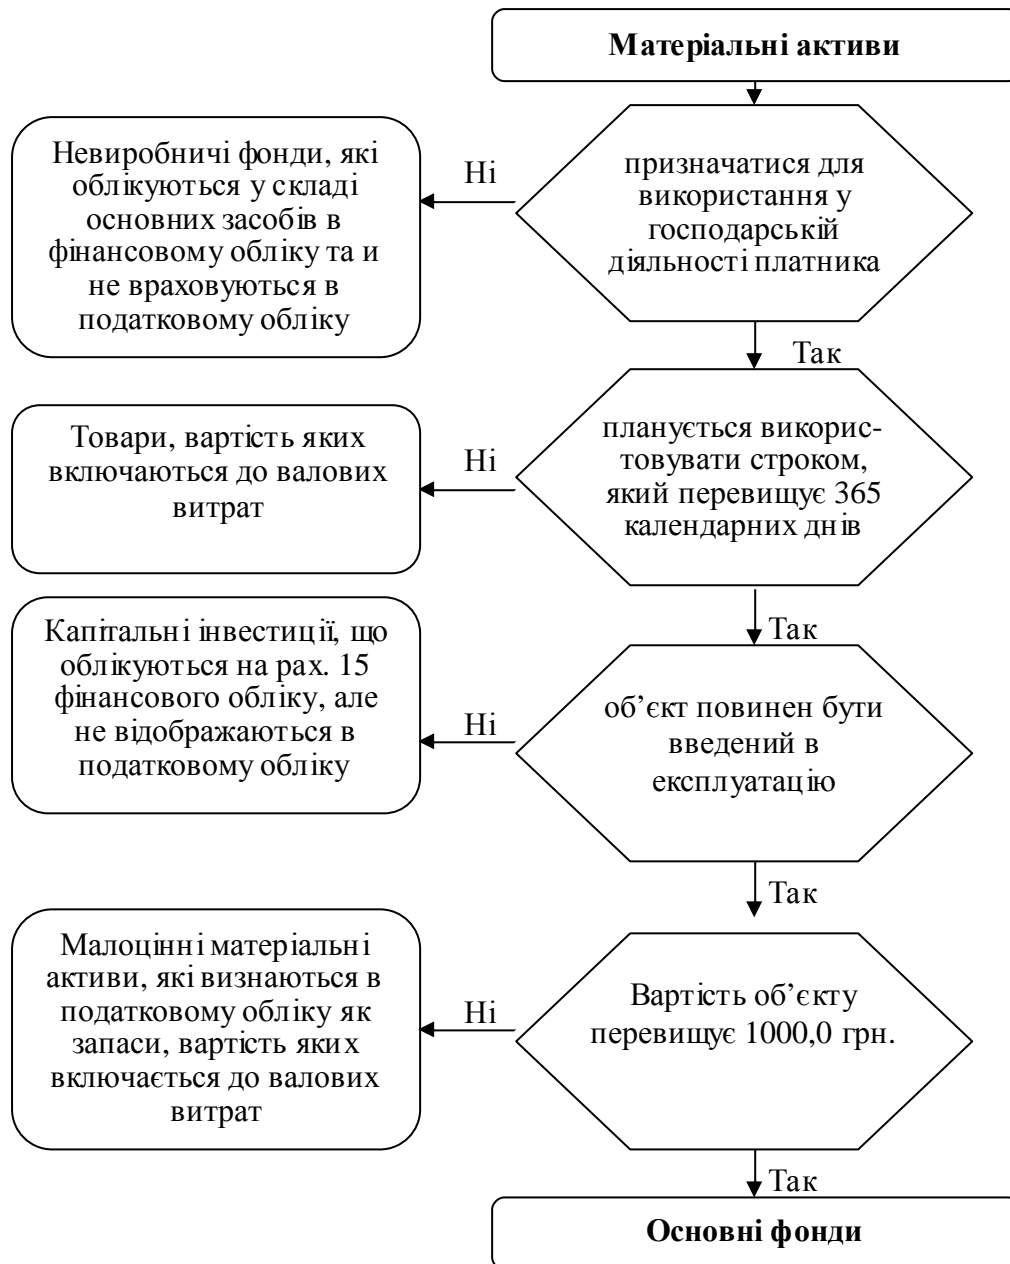 Матеріальні активи
Невиробничі фонди, які
облікуються у складі
основних засобів в
фінансовому обліку та и
не враховуються в
податковому обліку
Ні
призначатися для
використання у
господарській
діяльності платника
Так
Товари, вартість яких
включаються до валових
витрат
Ні
планується викорис-
товувати строком,
який перевищує 365
календарних днів
Так
Капітальні інвестиції, що
облікуються на рах. 15
фінансового обліку, але
не відображаються в
податковому обліку
Ні
об’єкт повинен бути
введений в
експлуатацію
Так
Малоцінні матеріальні
активи, які визнаються в
податковому обліку як
запаси, вартість яких
включається до валових
витрат
Ні
Вартість об’єкту
перевищує 1000,0 грн.
Так
Основні фонди